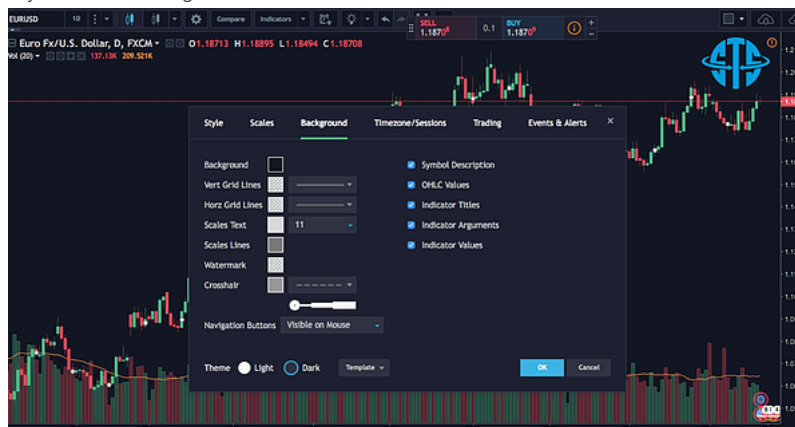 EURUSD 1D Compare Indicators SELL 1.1870⁸ 0.1 BUY 1.1870⁹
Euro Fx/U.S. Dollar, D, FXCM O1.18713 H1.18895 L1.18494 C1.18708
Vol (20) 137.13K 209.521K
STS
Style Scales Background Timezone/Sessions Trading Events & Alerts ×
Background Symbol Description
Vert Grid Lines OHLC Values
Horz Grid Lines Indicator Titles
Scales Text 11 Indicator Arguments
Scales Lines Indicator Values
Watermark
Crosshair
Navigation Buttons Visible on Mouse
Theme Light Dark Template OK Cancel